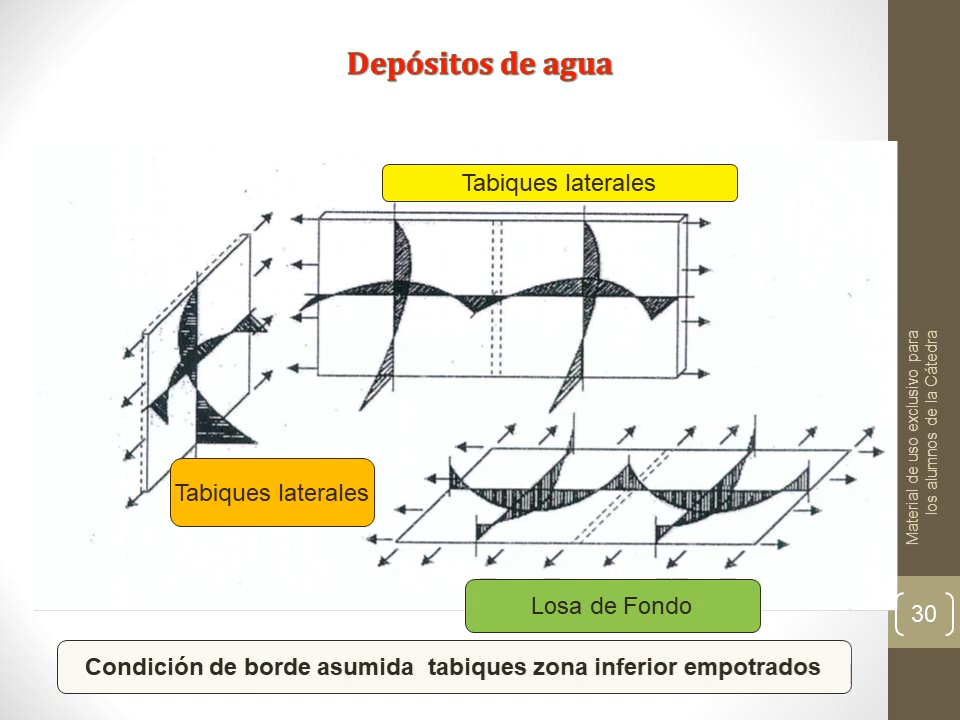 Depósitos de agua
Tabiques laterales
Tabiques laterales
Losa de Fondo
Condición de borde asumida  tabiques zona inferior empotrados
Material de uso exclusivo para
los alumnos de la Cátedra
30